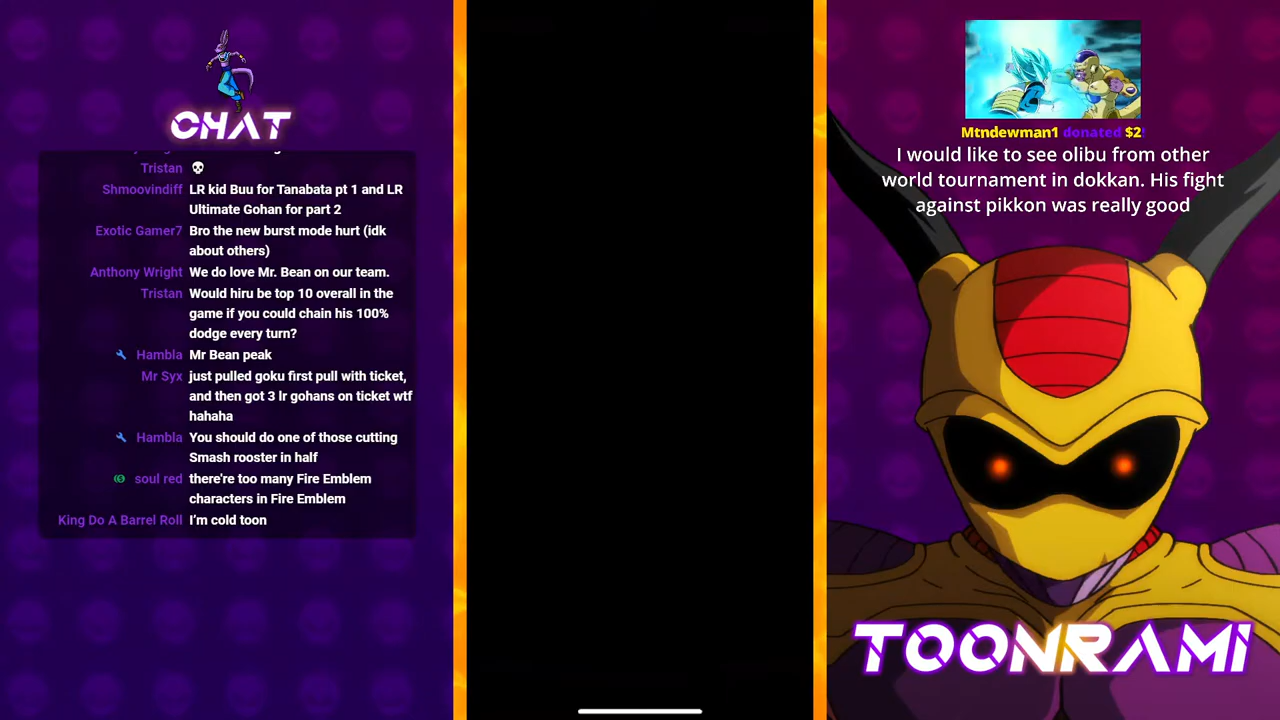 CHAT
Tristan 💀
Shmoovindiff LR kid Buu for Tanabata pt 1 and LR
Ultimate Gohan for part 2
Exotic Gamer7 Bro the new burst mode hurt (idk
about others)
Anthony Wright We do love Mr. Bean on our team.
Tristan Would hiru be top 10 overall in the
game if you could chain his 100%
dodge every turn?
Hambla Mr Bean peak
Mr Syx just pulled goku first pull with ticket,
and then got 3 lr gohans on ticket wtf
hahaha
Hambla You should do one of those cutting
Smash rooster in half
soul red there're too many Fire Emblem
characters in Fire Emblem
King Do A Barrel Roll I'm cold toon
Mtndewman1 donated $2!
I would like to see olibu from other
world tournament in dokkan. His fight
against pikkon was really good
TOONRAMI